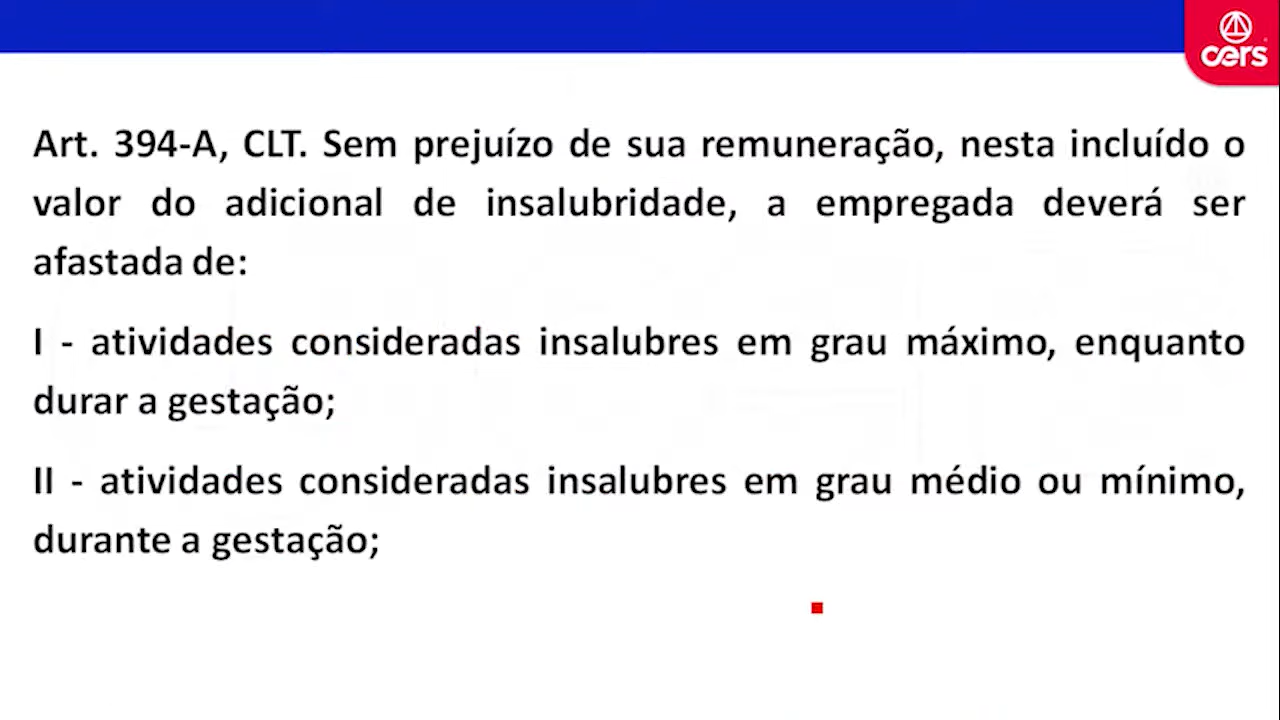 cers
Art. 394-A, CLT. Sem prejuízo de sua remuneração, nesta incluído o
valor do adicional de insalubridade, a empregada deverá ser
afastada de:
I - atividades consideradas insalubres em grau máximo, enquanto
durar a gestação;
II - atividades consideradas insalubres em grau médio ou mínimo,
durante a gestação;